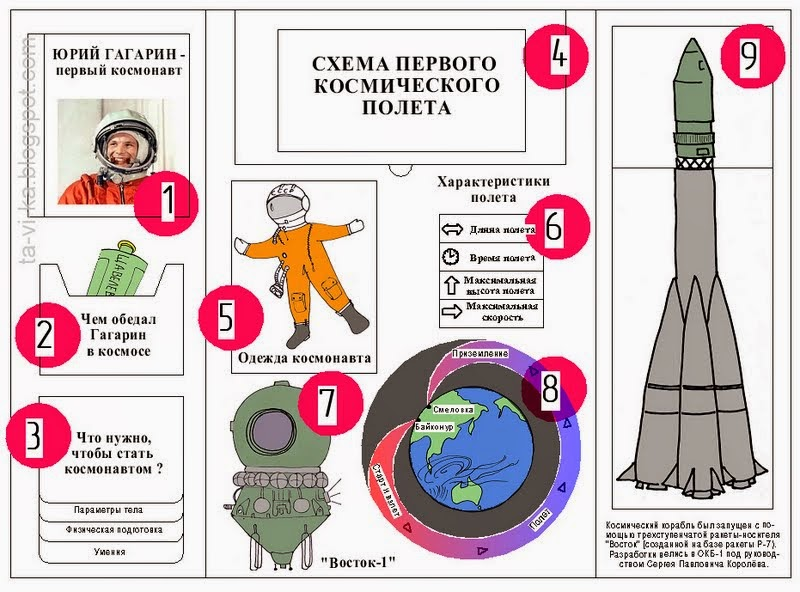 ta-vi-ka.blogspot.com
ЮРИЙ ГАГАРИН -
первый космонавт
1
ЩАВЕЛЕ
2
Чем обедал
Гагарин
в космосе
3
Что нужно,
чтобы стать
космонавтом ?
Параметры тела
Физическая подготовка
Умения
СХЕМА ПЕРВОГО
КОСМИЧЕСКОГО
ПОЛЕТА
4
СССР
5
Одежда космонавта
Характеристики
полета
6
Длина полета
Время полета
Максимальная
высота полета
Максимальная
скорость
7
"Восток-1"
8
Приземление
Смеловка
Байконур
Старт и взлет
Полет
9
Космический корабль был запущен с по-
мощью трехступенчатой ракеты-носителя
"Восток" (созданной на базе ракеты Р-7).
Разработки велись в ОКБ-1 под руковод-
ством Сергея Павловича Королёва.